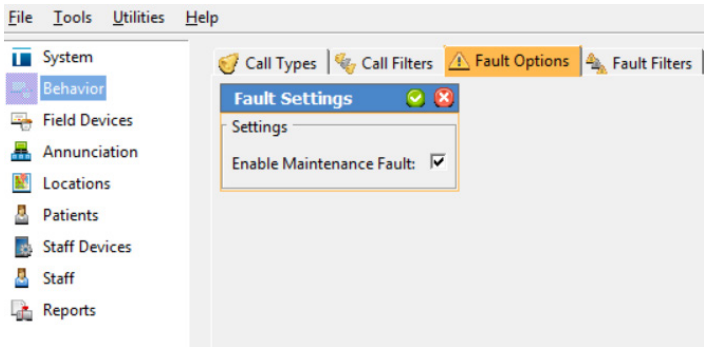 File Tools Utilities Help
System
Behavior
Field Devices
Annunciation
Locations
Patients
Staff Devices
Staff
Reports
Call Types Call Filters Fault Options Fault Filters
Fault Settings
Settings
Enable Maintenance Fault: